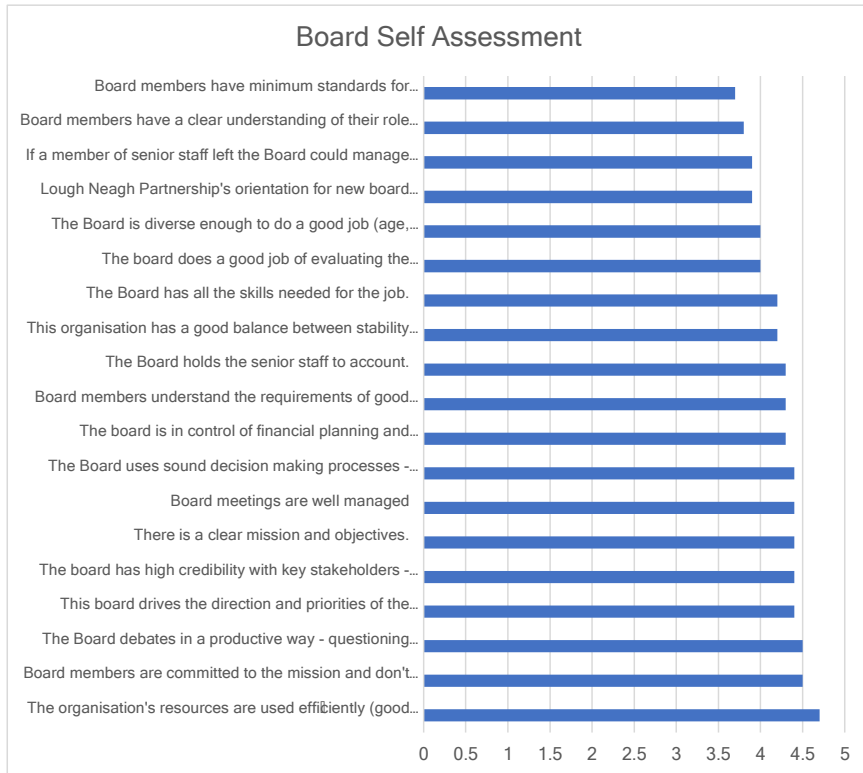 Board Self Assessment
Board members have minimum standards for...
Board members have a clear understanding of their role...
If a member of senior staff left the Board could manage...
Lough Neagh Partnership's orientation for new board...
The Board is diverse enough to do a good job (age,...
The board does a good job of evaluating the...
The Board has all the skills needed for the job.
This organisation has a good balance between stability...
The Board holds the senior staff to account.
Board members understand the requirements of good...
The board is in control of financial planning and...
The Board uses sound decision making processes -...
Board meetings are well managed
There is a clear mission and objectives.
The board has high credibility with key stakeholders -...
This board drives the direction and priorities of the...
The Board debates in a productive way - questioning...
Board members are committed to the mission and don't...
The organisation's resources are used efficiently (good...
0 0.5 1 1.5 2 2.5 3 3.5 4 4.5 5